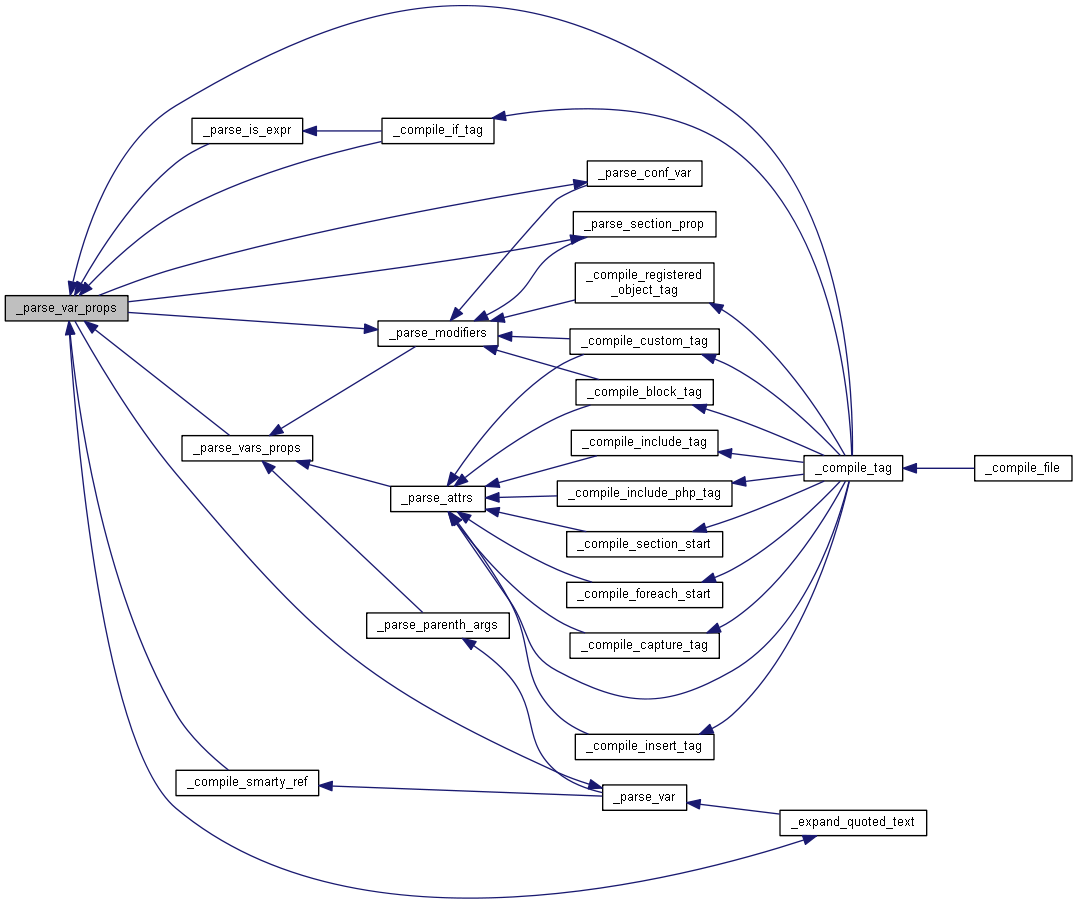 _parse_is_expr
_compile_if_tag
_parse_conf_var
_parse_section_prop
_compile_registered
_object_tag
_parse_var_props
_parse_modifiers
_compile_custom_tag
_compile_block_tag
_parse_vars_props
_compile_include_tag
_compile_tag
_compile_file
_parse_attrs
_compile_include_php_tag
_compile_section_start
_compile_foreach_start
_parse_parenth_args
_compile_capture_tag
_compile_insert_tag
_compile_smarty_ref
_parse_var
_expand_quoted_text